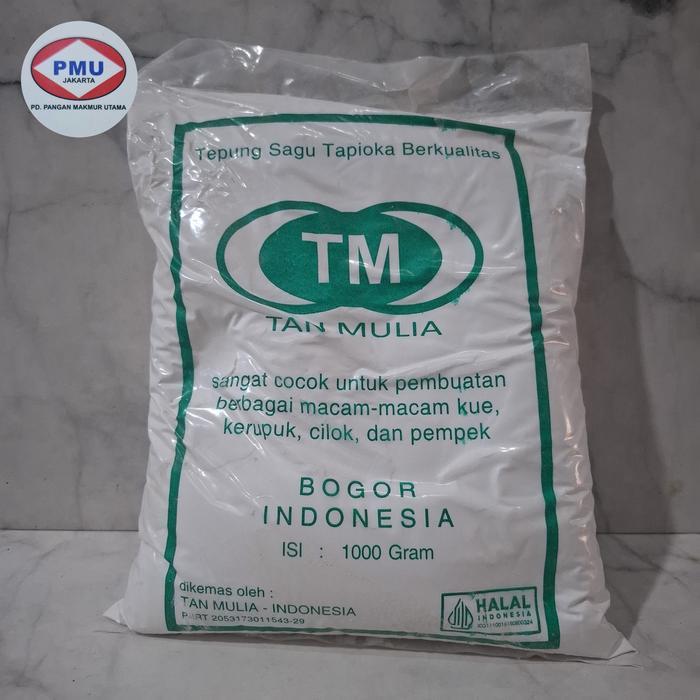 PMU
JAKARTA
PD. PANGAN MAKMUR UTAMA
Tepung Sagu Tapioka Berkualitas
TM
TAN MULIA
sangat cocok untuk pembuatan
berbagai macam-macam kue,
kerupuk, cilok, dan pempek
BOGOR
INDONESIA
ISI : 1000 Gram
dikemas oleh :
TAN MULIA - INDONESIA
P-IRT 2053173011543-29
HALAL
INDONESIA